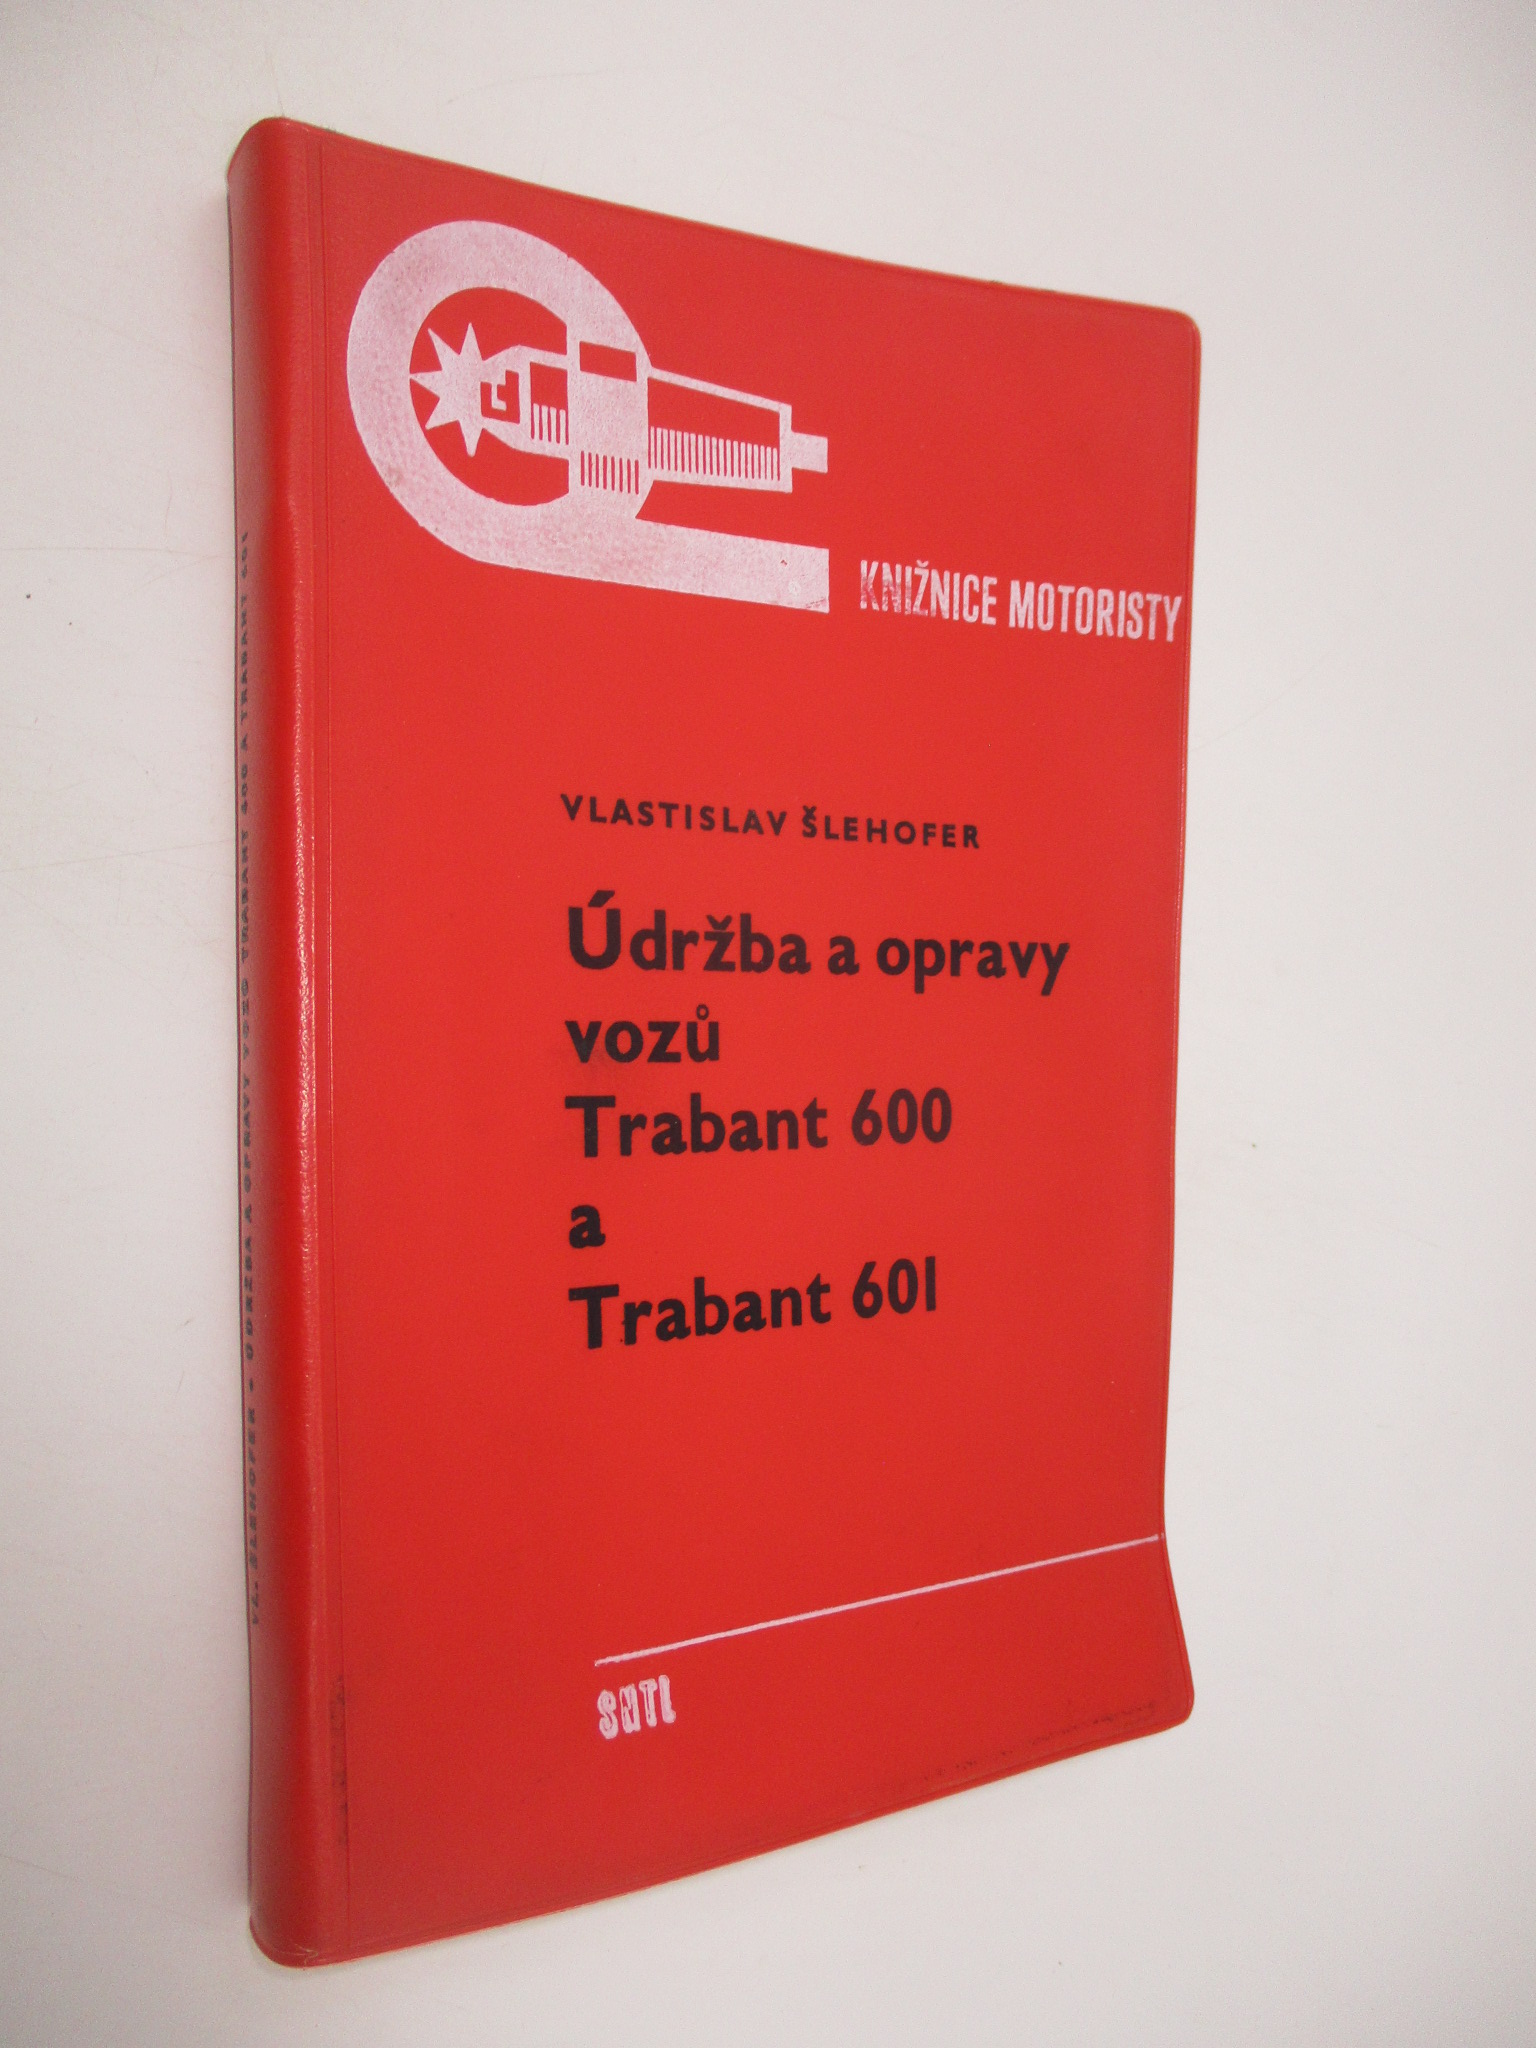 KNIŽNICE MOTORISTY
VLASTISLAV ŠLEHOFER
Údržba a opravy
vozů
Trabant 600
a
Trabant 601
SNTL
VL. ŠLEHOFER • ÚDRŽBA A OPRAVY VOZŮ TRABANT 600 A TRABANT 601